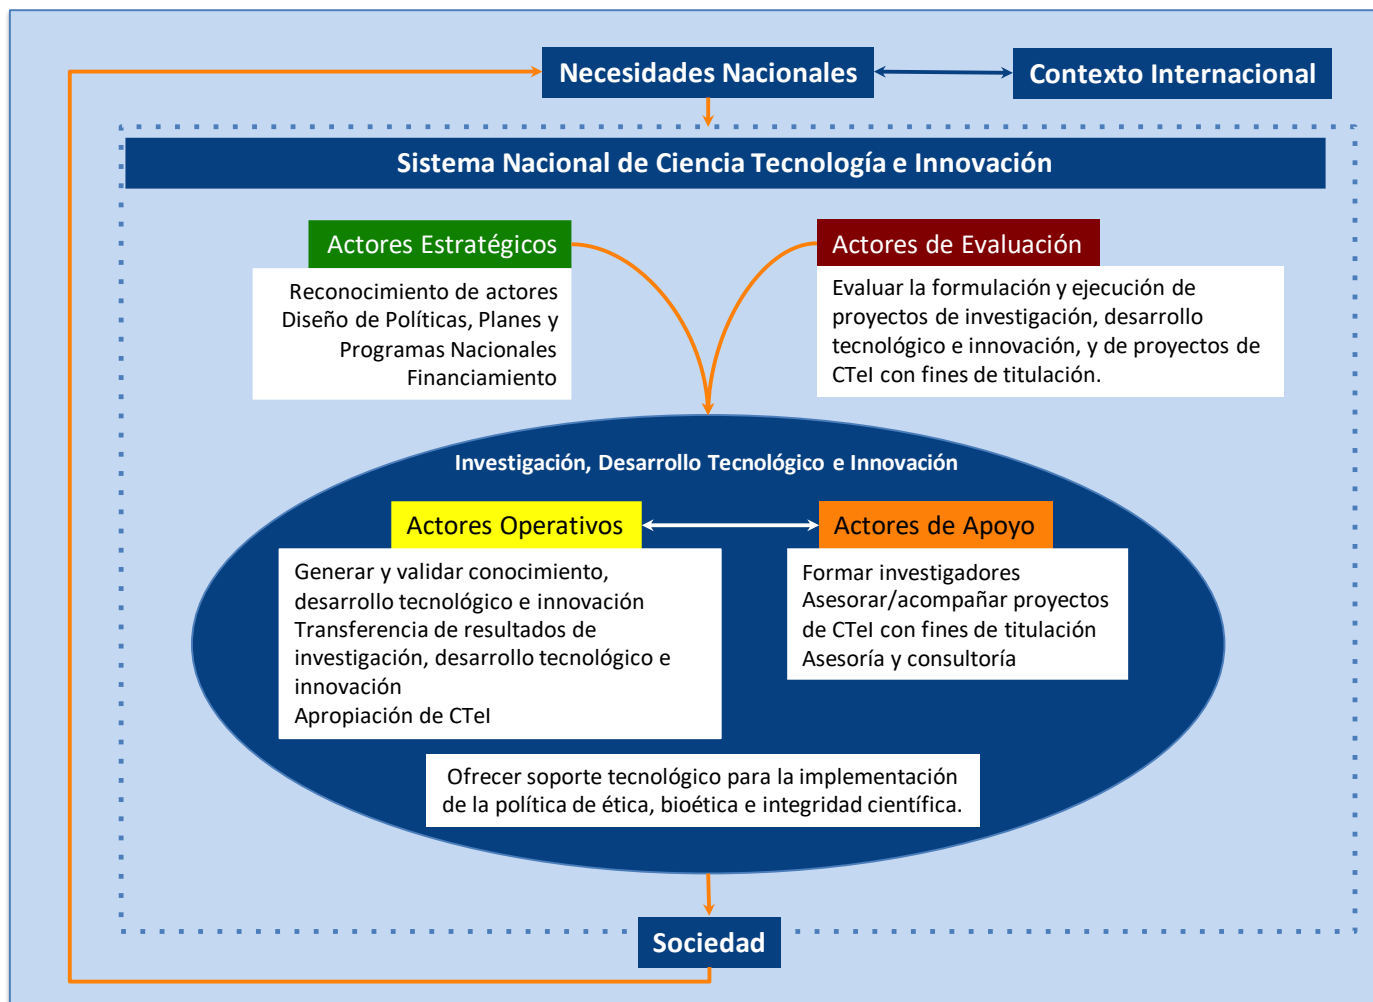 Necesidades Nacionales
Contexto Internacional
Sistema Nacional de Ciencia Tecnología e Innovación
Actores Estratégicos
Reconocimiento de actores
Diseño de Políticas, Planes y
Programas Nacionales
Financiamiento
Actores de Evaluación
Evaluar la formulación y ejecución de
proyectos de investigación, desarrollo
tecnológico e innovación, y de proyectos de
CTeI con fines de titulación.
Investigación, Desarrollo Tecnológico e Innovación
Actores Operativos
Generar y validar conocimiento,
desarrollo tecnológico e innovación
Transferencia de resultados de
investigación, desarrollo tecnológico e
innovación
Apropiación de CTeI
Actores de Apoyo
Formar investigadores
Asesorar/acompañar proyectos
de CTeI con fines de titulación
Asesoría y consultoría
Ofrecer soporte tecnológico para la implementación
de la política de ética, bioética e integridad científica.
Sociedad